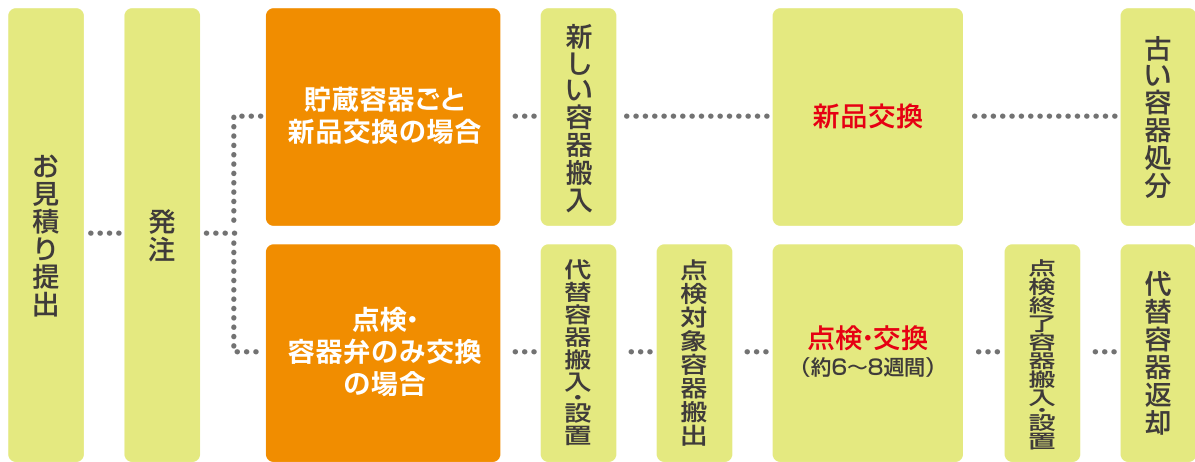 お見積り提出
発注
貯蔵容器ごと
新品交換の場合
新しい容器搬入
新品交換
古い容器処分
点検・
容器弁のみ交換
の場合
代替容器搬入・設置
点検対象容器搬出
点検・交換
（約6〜8週間）
点検終了容器搬入・設置
代替容器返却